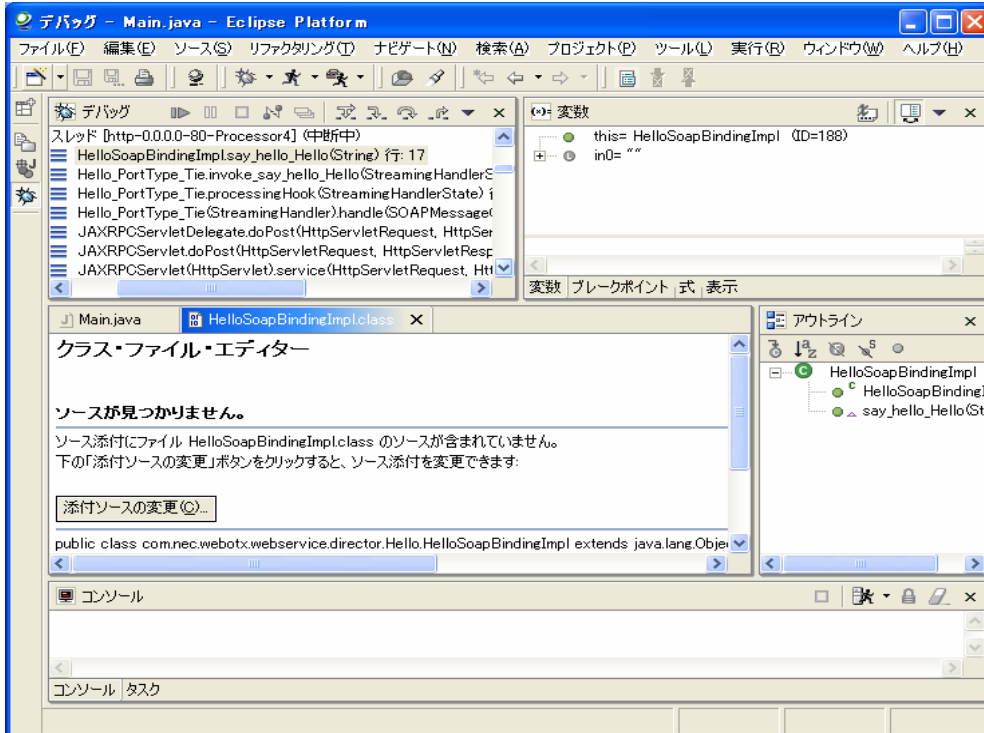 デバッグ - Main.java - Eclipse Platform
ファイル(F) 編集(E) ソース(S) リファクタリング(T) ナビゲート(N) 検索(A) プロジェクト(P) ツール(L) 実行(R) ウィンドウ(W) ヘルプ(H)
デバッグ
スレッド [http-0.0.0.0-80-Processor4] (中断中)
HelloSoapBindingImpl.say_hello_Hello(String) 行: 17
Hello_PortType_Tie.invoke_say_hello_Hello(StreamingHandlerS
Hello_PortType_Tie.processingHook(StreamingHandlerState) 行
Hello_PortType_Tie(StreamingHandler).handle(SOAPMessageC
JAXRPCServletDelegate.doPost(HttpServletRequest, HttpSer
JAXRPCServlet.doPost(HttpServletRequest, HttpServletResp
JAXRPCServlet(HttpServlet).service(HttpServletRequest, Htt
(x)= 変数
this= HelloSoapBindingImpl (ID=188)
in0= ""
変数 ブレークポイント 式 表示
Main.java HelloSoapBindingImpl.class
クラス・ファイル・エディター
ソースが見つかりません。
ソース添付にファイル HelloSoapBindingImpl.class のソースが含まれていません。
下の「添付ソースの変更」ボタンをクリックすると、ソース添付を変更できます:
添付ソースの変更(C)...
public class com.nec.webotx.webservice.director.Hello.HelloSoapBindingImpl extends java.lang.Obje
アウトライン
HelloSoapBindingImpl
HelloSoapBindingI
say_hello_Hello(St
コンソール
コンソール タスク